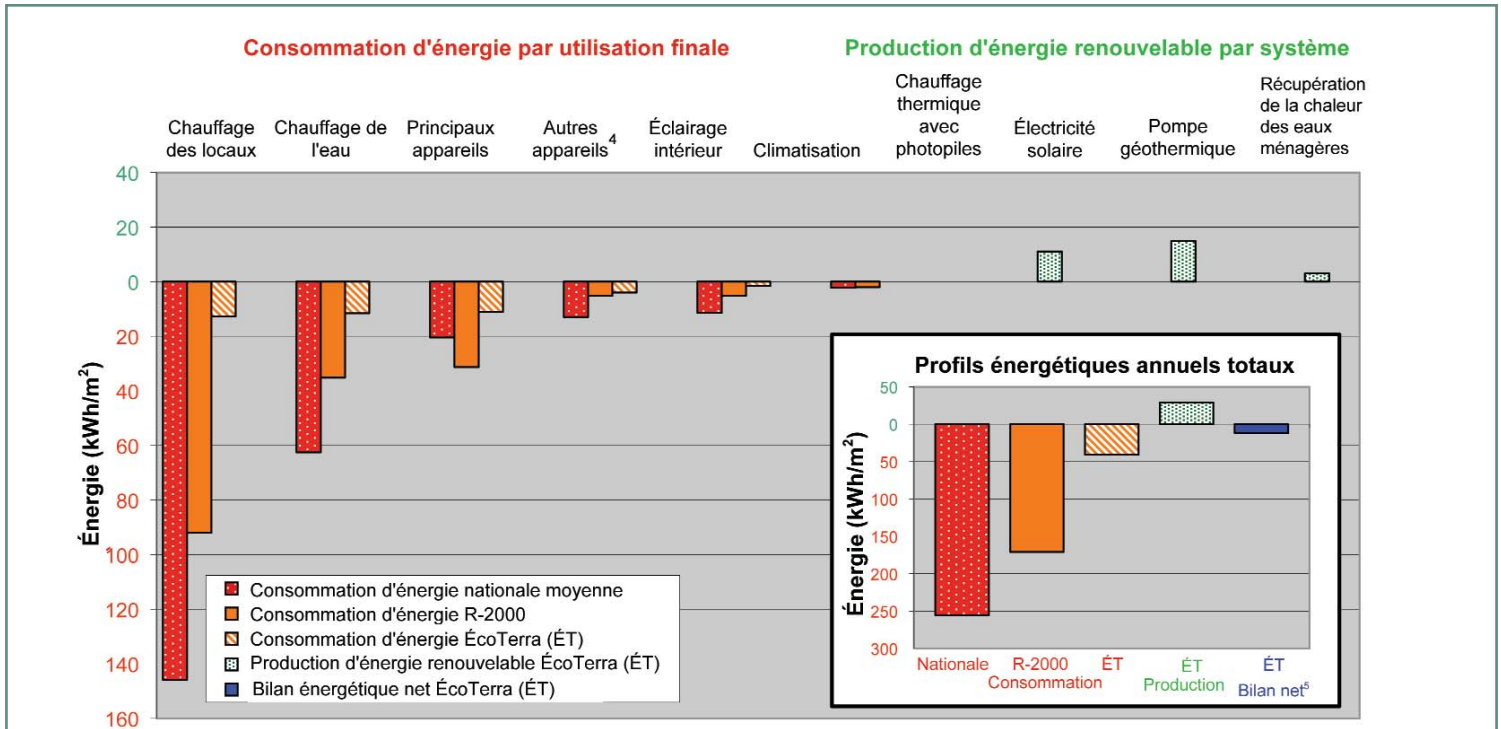 Consommation d'énergie par utilisation finale
Production d'énergie renouvelable par système
Chauffage
des locaux
Chauffage de
l'eau
Principaux
appareils
Autres
appareils4
Éclairage
intérieur
Climatisation
Chauffage
thermique
avec
photopiles
Électricité
solaire
Pompe
géothermique
Récupération
de la chaleur
des eaux
ménagères
Énergie (kWh/m²)
40
20
0
20
40
60
80
100
120
140
160
Consommation d'énergie nationale moyenne
Consommation d'énergie R-2000
Consommation d'énergie ÉcoTerra (ÉT)
Production d'énergie renouvelable ÉcoTerra (ÉT)
Bilan énergétique net ÉcoTerra (ÉT)
Profils énergétiques annuels totaux
Énergie (kWh/m²)
50
0
50
100
150
200
250
300
Nationale R-2000 ÉT
Consommation
ÉT
Production
ÉT
Bilan net5